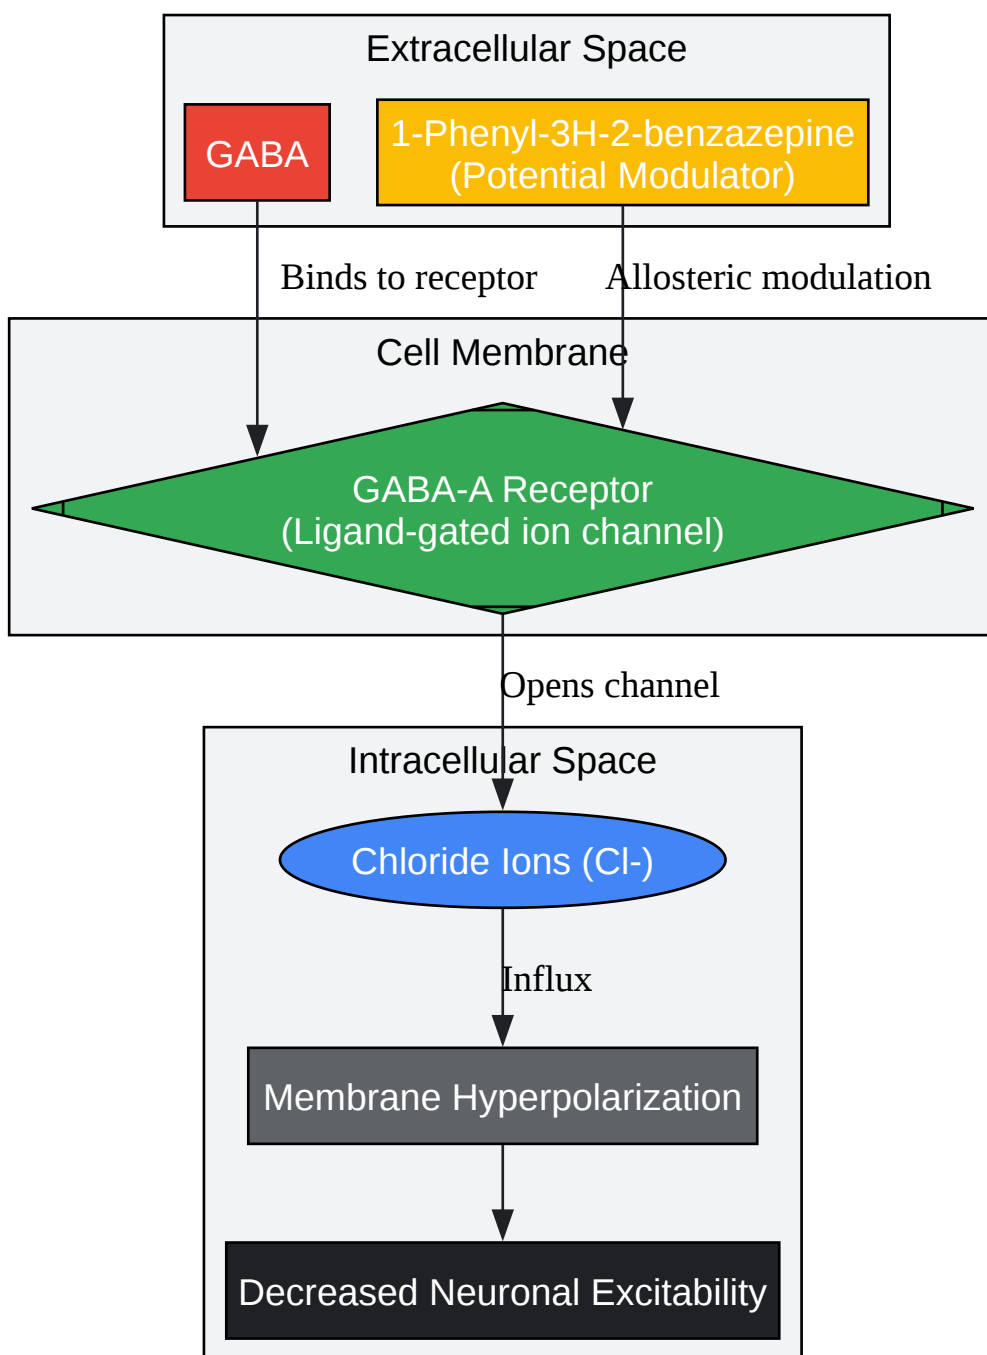 Extracellular Space
GABA
1-Phenyl-3H-2-benzazepine
(Potential Modulator)
Binds to receptor
Allosteric modulation
Cell Membrane
GABA-A Receptor
(Ligand-gated ion channel)
Opens channel
Intracellular Space
Chloride Ions (Cl-)
Influx
Membrane Hyperpolarization
Decreased Neuronal Excitability